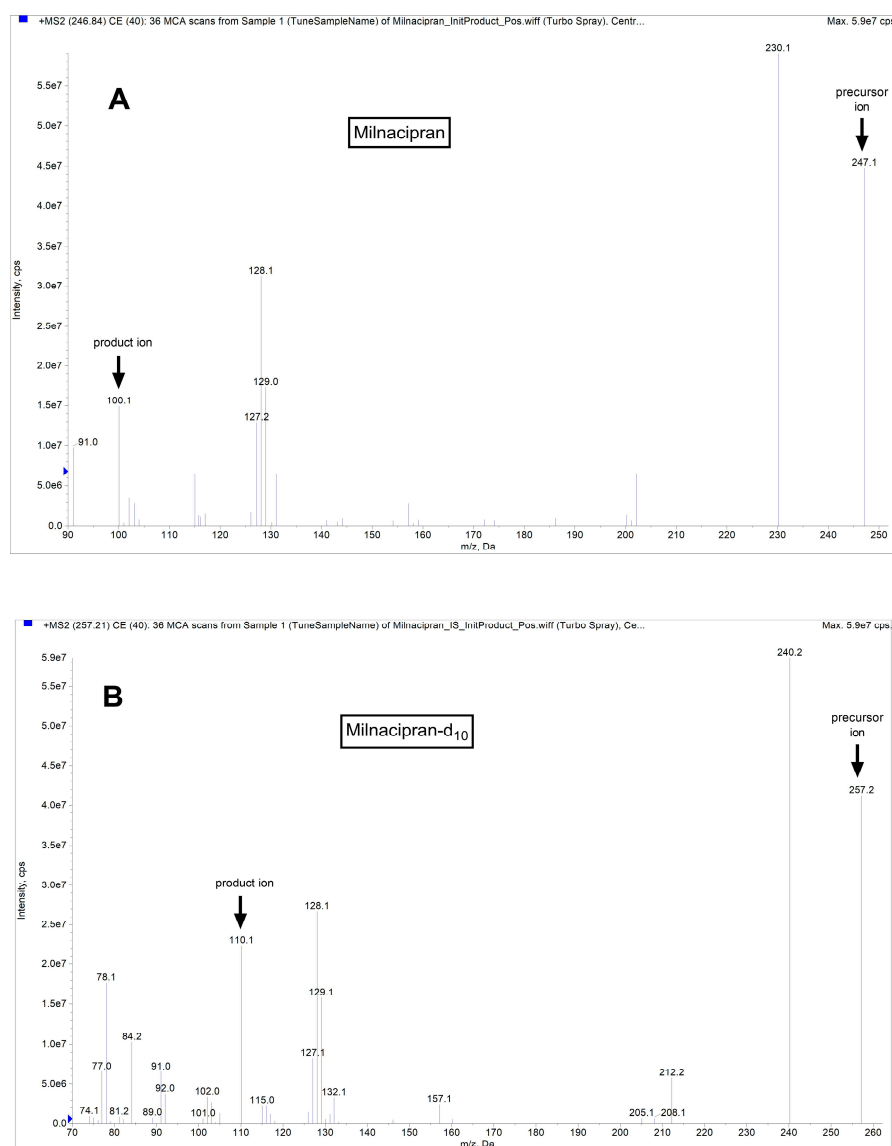 +MS2 (246.84) CE (40): 36 MCA scans from Sample 1 (TuneSampleName) of Milnacipran_InitProduct_Pos.wiff (Turbo Spray), Centr...
Max. 5.9e7 cps
A
Milnacipran
precursor
ion
product ion
230.1
247.1
128.1
129.0
127.2
100.1
91.0
5.5e7
5.0e7
4.5e7
4.0e7
3.5e7
3.0e7
2.5e7
2.0e7
1.5e7
1.0e7
5.0e6
0.0
Intensity, cps
90 100 110 120 130 140 150 160 170 180 190 200 210 220 230 240 250
m/z, Da
+MS2 (257.21) CE (40): 36 MCA scans from Sample 1 (TuneSampleName) of Milnacipran_IS_InitProduct_Pos.wiff (Turbo Spray), Ce...
Max. 5.9e7 cps.
B
Milnacipran-d10
precursor
ion
product ion
240.2
257.2
128.1
110.1
78.1
129.1
84.2
127.1
77.0
91.0
92.0
102.0
132.1
212.2
157.1
115.0
74.1
81.2
89.0
101.0
205.1
208.1
5.9e7
5.5e7
5.0e7
4.5e7
4.0e7
3.5e7
3.0e7
2.5e7
2.0e7
1.5e7
1.0e7
5.0e6
0.0
Intensity, cps
70 80 90 100 110 120 130 140 150 160 170 180 190 200 210 220 230 240 250 260
m/z, Da